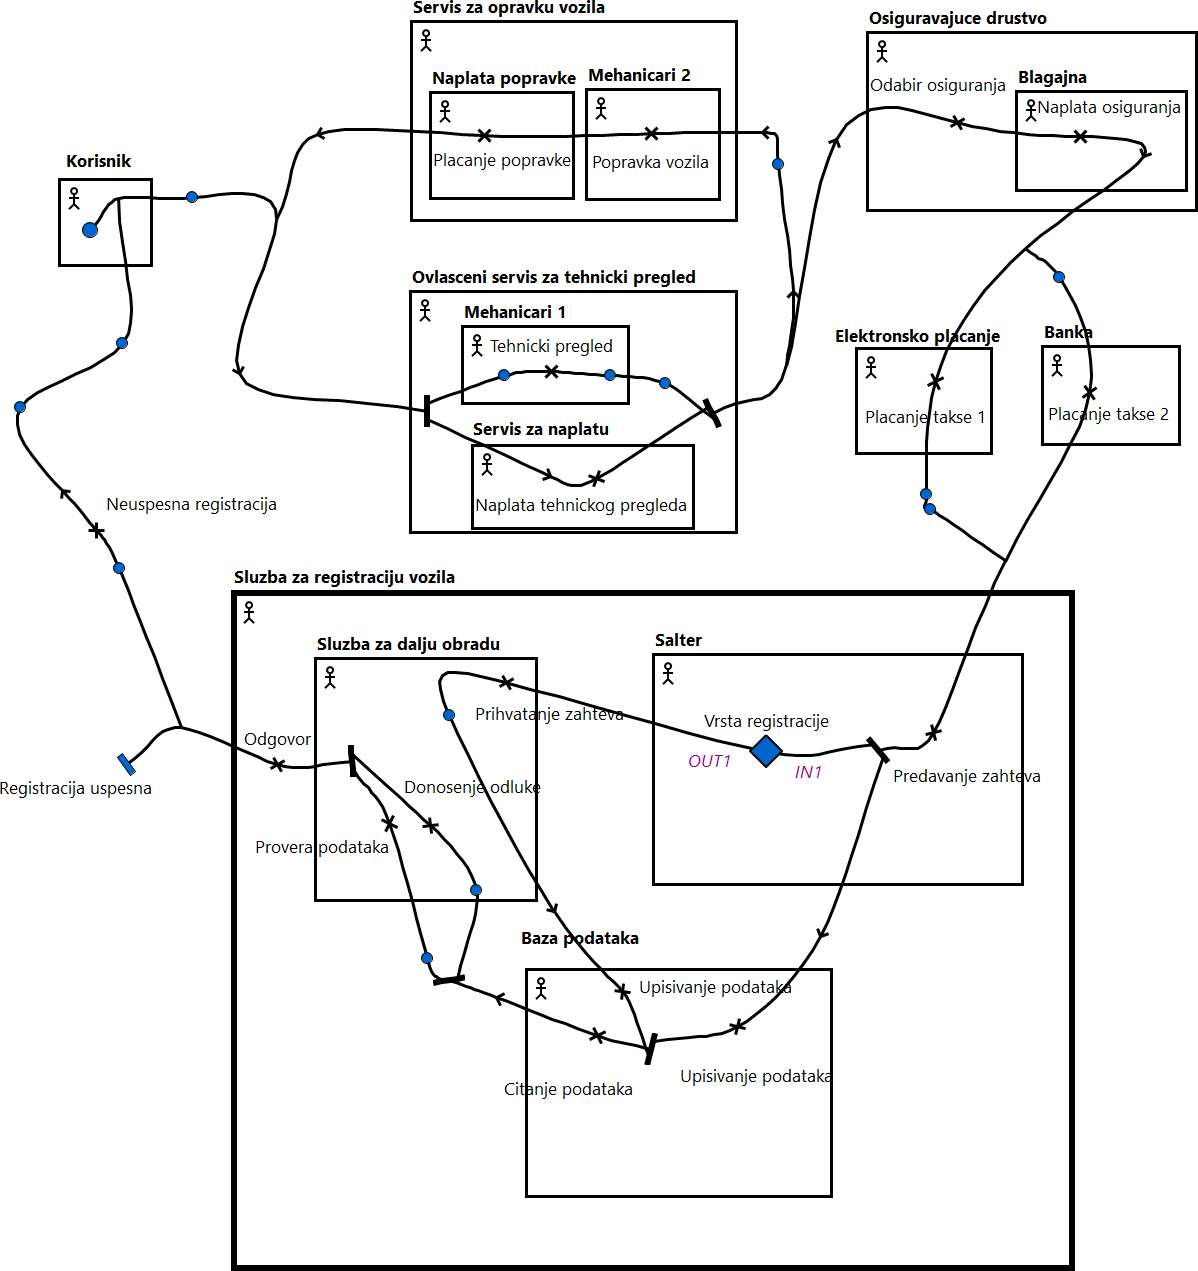 Servis za opravku vozila
Osiguravajuce drustvo
Naplata popravke
Mehanicari 2
Odabir osiguranja
Blagajna
Naplata osiguranja
Korisnik
Placanje popravke
Popravka vozila
Ovlasceni servis za tehnicki pregled
Mehanicari 1
Tehnicki pregled
Elektronsko placanje
Banka
Placanje takse 1
Placanje takse 2
Servis za naplatu
Neuspesna registracija
Naplata tehnickog pregleda
Sluzba za registraciju vozila
Sluzba za dalju obradu
Salter
Prihvatanje zahteva
Vrsta registracije
Odgovor
OUT1
IN1
Predavanje zahteva
Registracija uspesna
Donosenje odluke
Provera podataka
Baza podataka
Upisivanje podataka
Citanje podataka
Upisivanje podataka